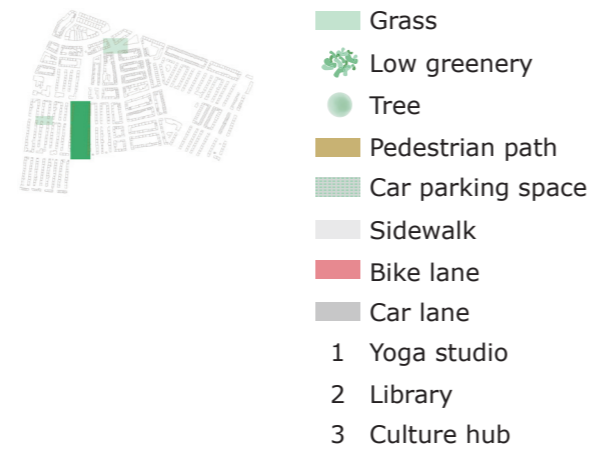 Grass
Low greenery
Tree
Pedestrian path
Car parking space
Sidewalk
Bike lane
Car lane
1 Yoga studio
2 Library
3 Culture hub